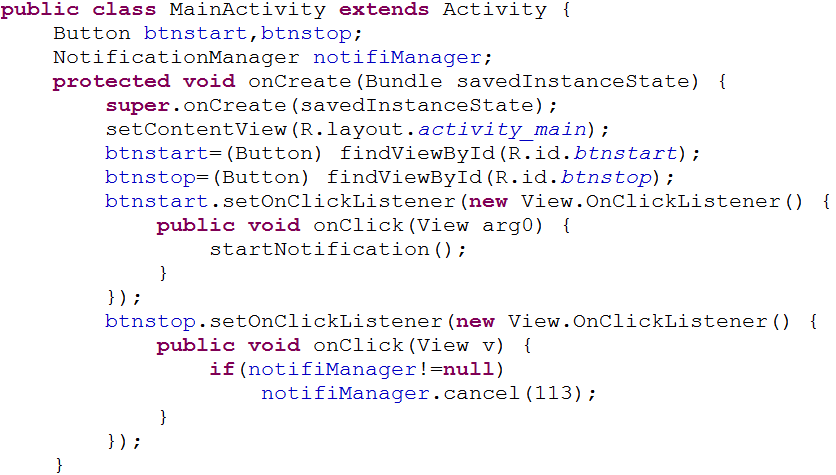 public class MainActivity extends Activity {
    Button btnstart,btnstop;
    NotificationManager notifiManager;
    protected void onCreate(Bundle savedInstanceState) {
        super.onCreate(savedInstanceState);
        setContentView(R.layout.activity_main);
        btnstart=(Button) findViewById(R.id.btnstart);
        btnstop=(Button) findViewById(R.id.btnstop);
        btnstart.setOnClickListener(new View.OnClickListener() {
            public void onClick(View arg0) {
                startNotification();
            }
        });
        btnstop.setOnClickListener(new View.OnClickListener() {
            public void onClick(View v) {
                if(notifiManager!=null)
                    notifiManager.cancel(113);
            }
        });
    }